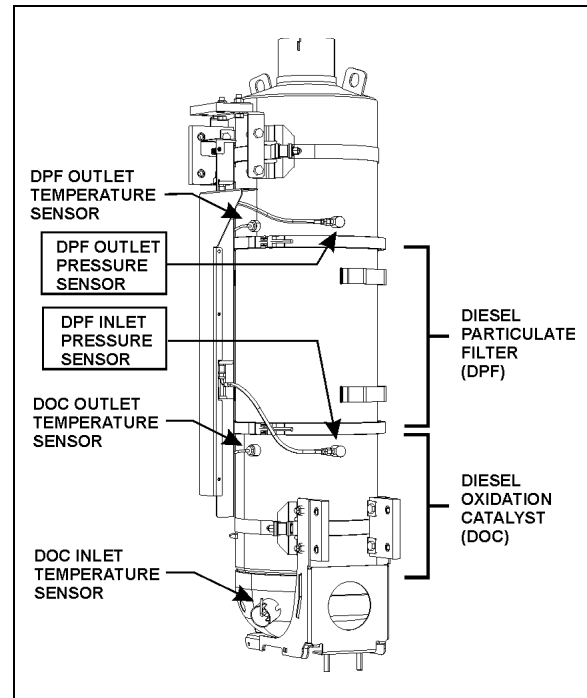 DPF OUTLET
TEMPERATURE
SENSOR
DPF OUTLET
PRESSURE
SENSOR
DPF INLET
PRESSURE
SENSOR
DOC OUTLET
TEMPERATURE
SENSOR
DOC INLET
TEMPERATURE
SENSOR
DIESEL
PARTICULATE
FILTER
(DPF)
DIESEL
OXIDATION
CATALYST
(DOC)